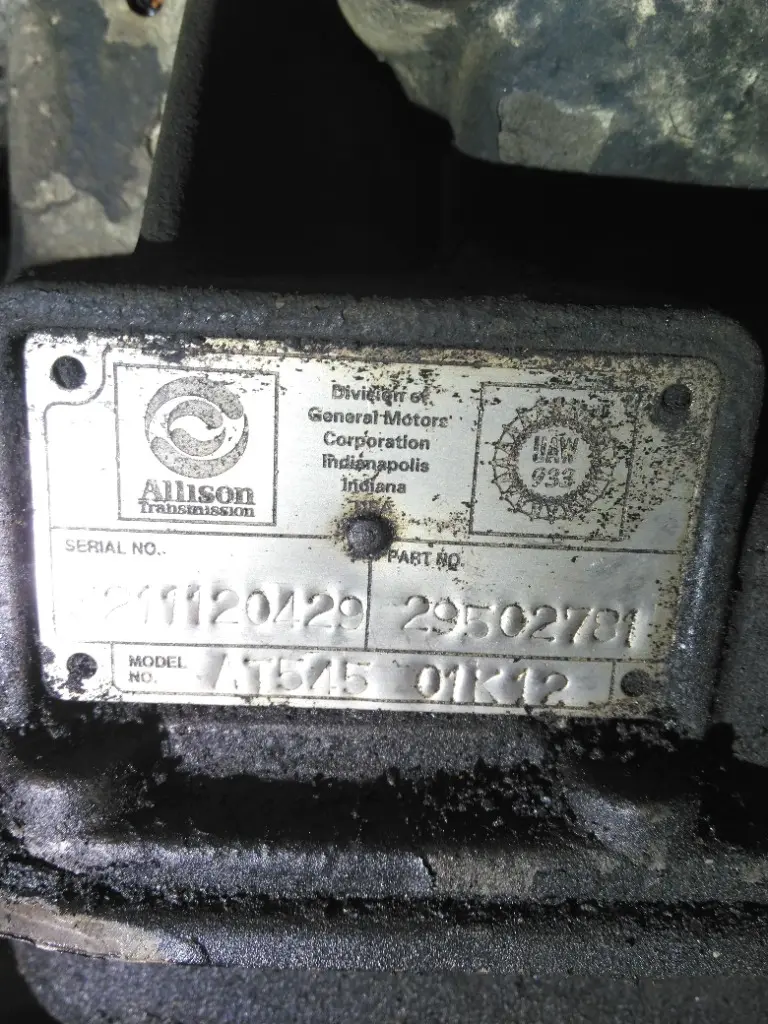 Allison
Transmission
Division of
General Motors
Corporation
Indianapolis
Indiana
UAW
933
SERIAL NO.
PART NO.
3211120429
29502781
MODEL
NO.
AT545 01K12